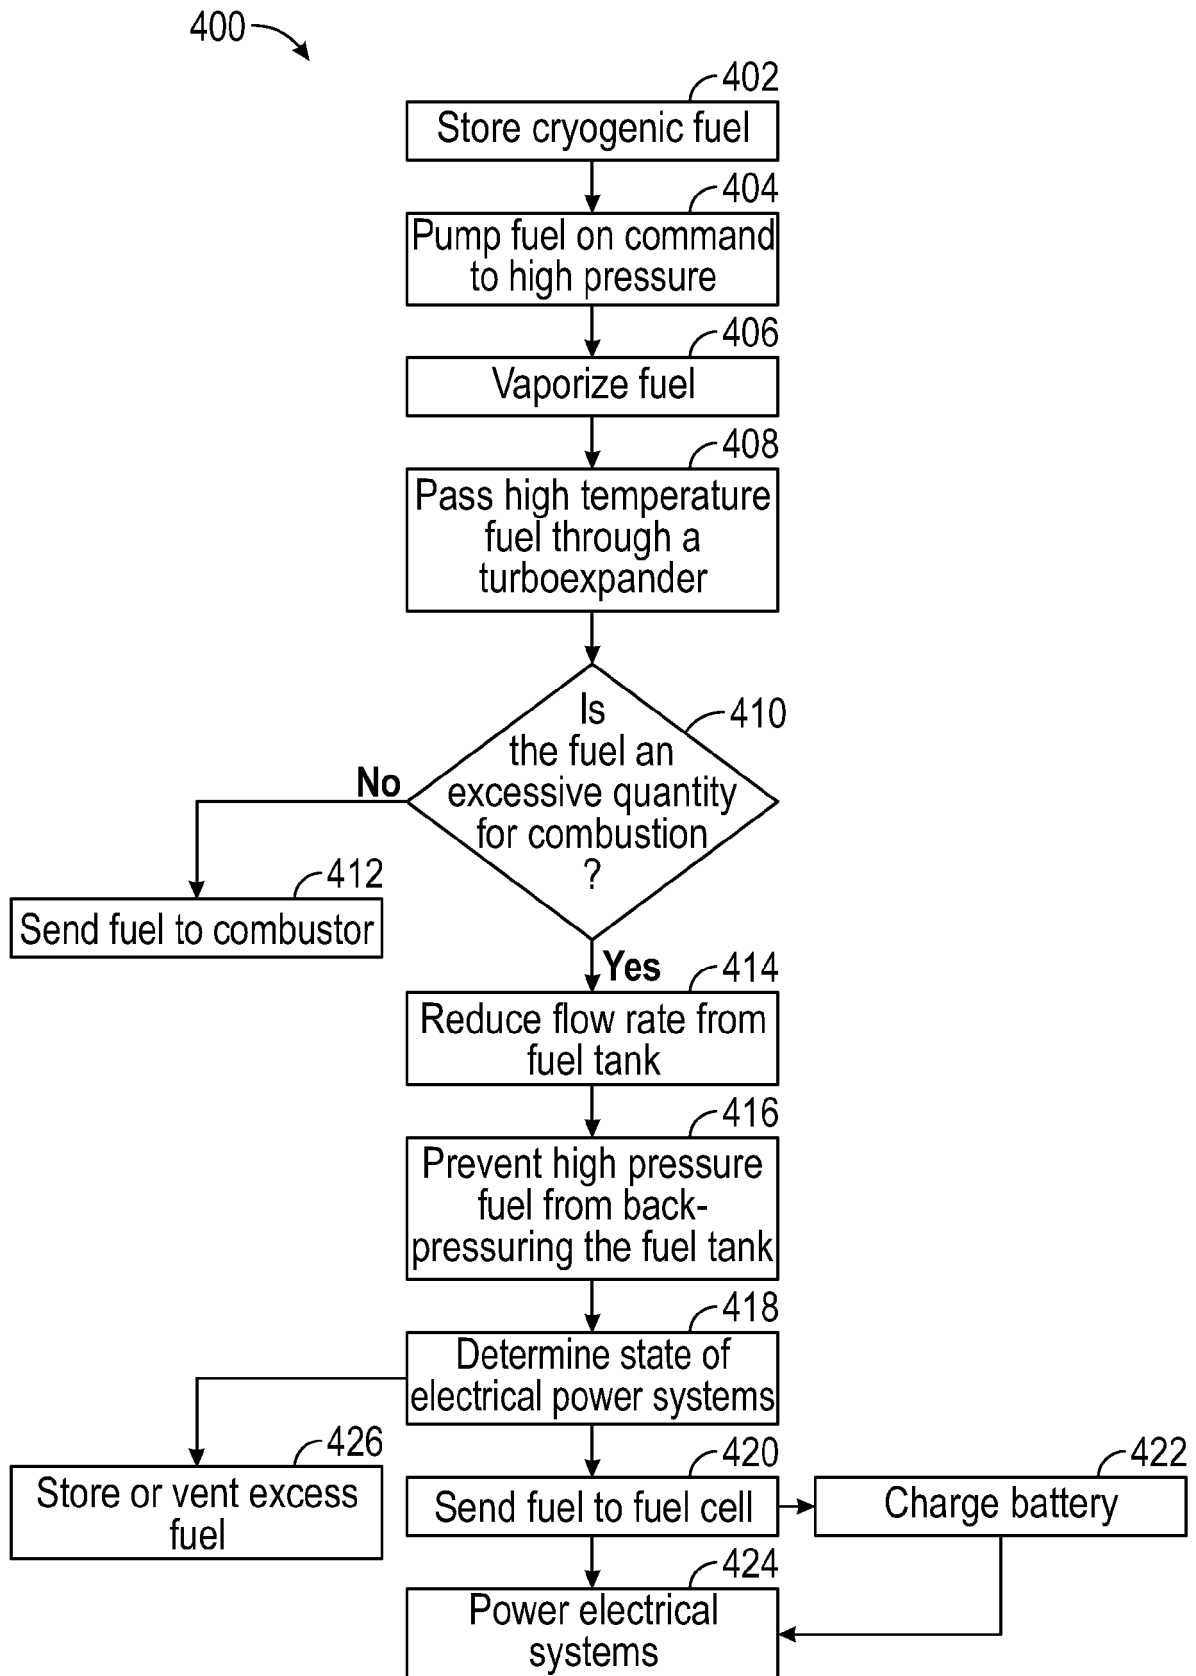 400
402
Store cryogenic fuel
404
Pump fuel on command
to high pressure
406
Vaporize fuel
408
Pass high temperature
fuel through a
turboexpander
Is
the fuel an
excessive quantity
for combustion
?
410
No
412
Send fuel to combustor
Yes
414
Reduce flow rate from
fuel tank
416
Prevent high pressure
fuel from back-
pressuring the fuel tank
418
Determine state of
electrical power systems
426
Store or vent excess
fuel
420
Send fuel to fuel cell
422
Charge battery
424
Power electrical
systems